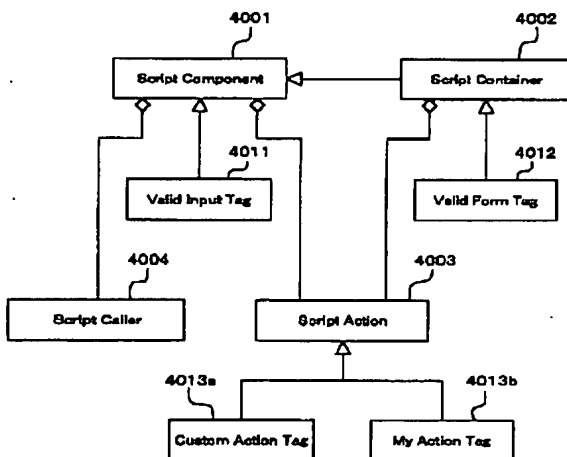 4001
4002
Script Component
Script Container
4011
4012
Valid Input Tag
Valid Form Tag
4004
4003
Script Caller
Script Action
4013a
4013b
Custom Action Tag
My Action Tag